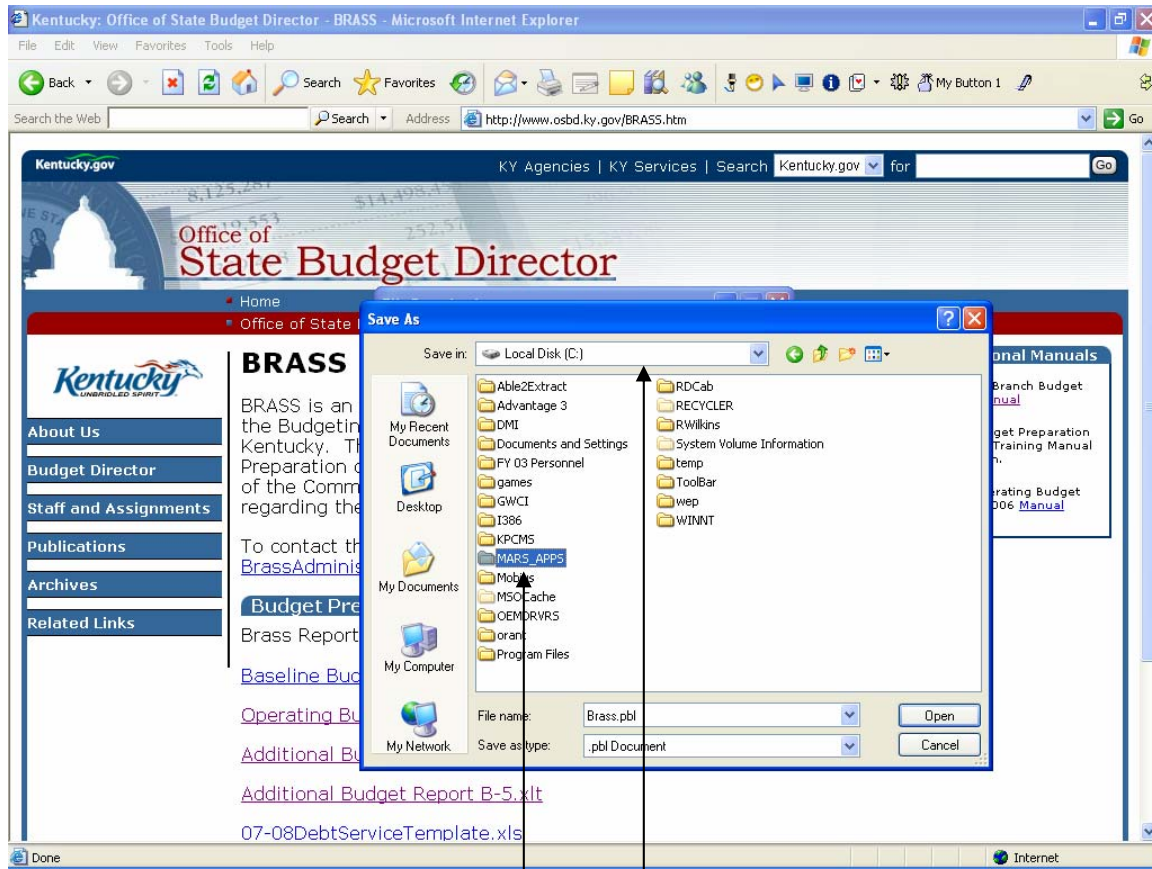 Kentucky: Office of State Budget Director - BRASS - Microsoft Internet Explorer
File Edit View Favorites Tools Help
Back Search Favorites My Button 1
Search the Web Search Address http://www.osbd.ky.gov/BRASS.htm Go
Kentucky.gov KY Agencies | KY Services | Search Kentucky.gov for Go
8,125,287
$14,498,45
252,57
Office of
State Budget Director
Home
Office of State
Save As
Save in: Local Disk (C:)
My Recent Documents
Desktop
My Documents
My Computer
My Network
Able2Extract
Advantage 3
DMI
Documents and Settings
FY 03 Personnel
games
GWCI
I386
KPCMS
MARS_APPS
Mobius
MSOCache
OEMDRVRS
orant
Program Files
RDCab
RECYCLER
RWilkins
System Volume Information
temp
ToolBar
wep
WINNT
File name: Brass.pbl Open
Save as type: .pbl Document Cancel
Kentucky
UNBRIDLED SPIRIT
About Us
Budget Director
Staff and Assignments
Publications
Archives
Related Links
BRASS
BRASS is an
the Budgetin
Kentucky. Th
Preparation
of the Comm
regarding the
To contact th
BrassAdminis
Budget Pre
Brass Report
Baseline Bud
Operating Bu
Additional Bu
Additional Budget Report B-5.xlt
07-08DebtServiceTemplate.xls
onal Manuals
Branch Budget
nual
get Preparation
Training Manual
n.
rating Budget
006 Manual
Done Internet